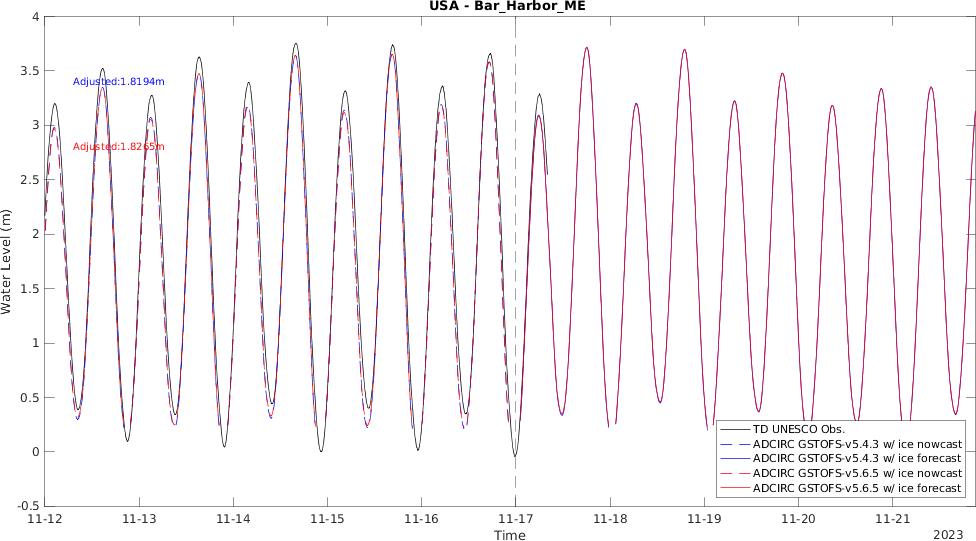 USA - Bar_Harbor_ME
4
3.5
3
2.5
2
1.5
1
0.5
0
-0.5
Water Level (m)
Adjusted:1.8194m
Adjusted:1.8265m
TD UNESCO Obs.
ADCIRC GSTOFS-v5.4.3 w/ ice nowcast
ADCIRC GSTOFS-v5.4.3 w/ ice forecast
ADCIRC GSTOFS-v5.6.5 w/ ice nowcast
ADCIRC GSTOFS-v5.6.5 w/ ice forecast
11-12 11-13 11-14 11-15 11-16 11-17 11-18 11-19 11-20 11-21
Time
2023